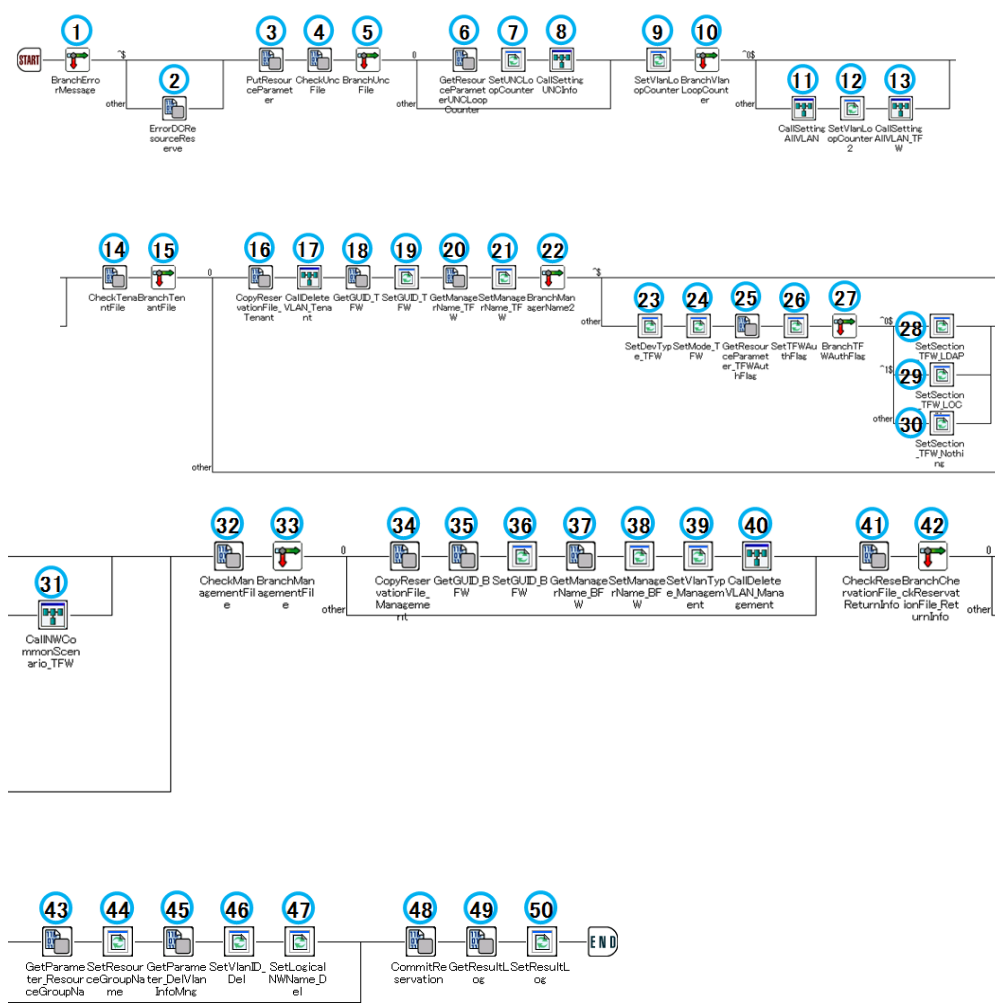 1
2
3
4
5
6
7
8
9
10
START
BranchErro
rMessage
^$
other
ErrorDCRe
sourceRes
erve
PutResour
ceParamet
er
CheckUnc
File
BranchUnc
File
0
other
GetResour
ceParamet
erUNCLoop
Counter
SetUNCLo
opCounter
CallSetting
UNCInfo
SetVlanLo
opCounter
BranchVlan
LoopCount
er
^0$
other
11
12
13
CallSetting
AllVLAN
SetVlanLo
opCounter
2
CallSetting
AllVLAN_TF
W
14
15
16
17
18
19
20
21
22
CheckTena
ntFile
BranchTen
antFile
0
other
CopyReser
vationFile_
Tenant
CallDelete
VLAN_Tena
nt
GetGUID_T
FW
SetGUID_T
FW
GetManage
rName_TF
W
SetManage
rName_TF
W
BranchMan
agerName2
^$
other
23
24
25
26
27
SetDevTyp
e_TFW
SetMode_T
FW
GetResour
ceParamet
er_TFWAut
hFlag
SetTFWAu
thFlag
BranchTF
WAuthFlag
^0$
28
SetSection
TFW_LDAP
^1$
29
SetSection
TFW_LOC
other
30
SetSection
_TFW_Nothi
ng
31
CallNWCo
mmonScen
ario_TFW
32
33
34
35
36
37
38
39
40
41
42
CheckMan
agementFil
e
BranchMan
agementFil
e
0
other
CopyReser
vationFile_
Manageme
nt
GetGUID_B
FW
SetGUID_B
FW
GetManage
rName_BF
W
SetManage
rName_BF
W
SetVlanTyp
e_Managem
ent
CallDelete
VLAN_Mana
gement
CheckRese
rvationFile_
ReturnInfo
BranchChe
ckReservat
ionFile_Ret
urnInfo
0
other
43
44
45
46
47
48
49
50
GetParame
ter_Resour
ceGroupNa
SetResour
ceGroupNa
me
GetParame
ter_DelVlan
InfoMng
SetVlanID_
Del
SetLogical
NWName_D
el
CommitRe
servation
GetResultL
og
SetResultL
og
END